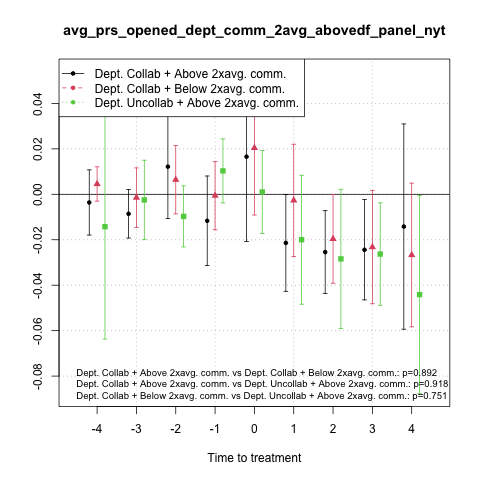 avg_prs_opened_dept_comm_2avg_abovedf_panel_nyt
Dept. Collab + Above 2xavg. comm.
Dept. Collab + Below 2xavg. comm.
Dept. Uncollab + Above 2xavg. comm.
0.04
0.02
0.00
-0.02
-0.04
-0.06
-0.08
Dept. Collab + Above 2xavg. comm. vs Dept. Collab + Below 2xavg. comm.: p=0.892
Dept. Collab + Above 2xavg. comm. vs Dept. Uncollab + Above 2xavg. comm.: p=0.918
Dept. Collab + Below 2xavg. comm. vs Dept. Uncollab + Above 2xavg. comm.: p=0.751
-4 -3 -2 -1 0 1 2 3 4
Time to treatment